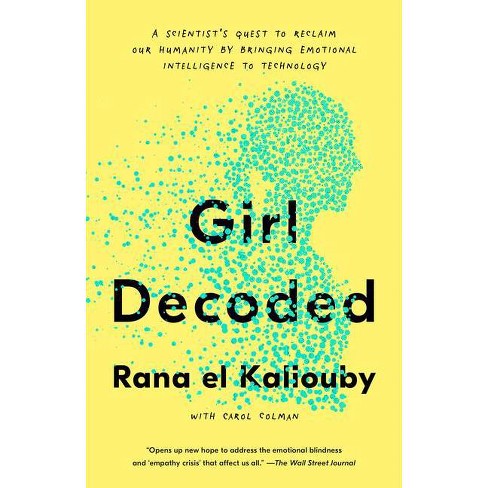 A SCIENTIST'S QUEST TO RECLAIM
OUR HUMANITY BY BRINGING EMOTIONAL
INTELLIGENCE TO TECHNOLOGY
Girl
Decoded
Rana el Kaliouby
WITH CAROL COLMAN
"Opens up new hope to address the emotional blindness
and 'empathy crisis' that affect us all." —The Wall Street Journal